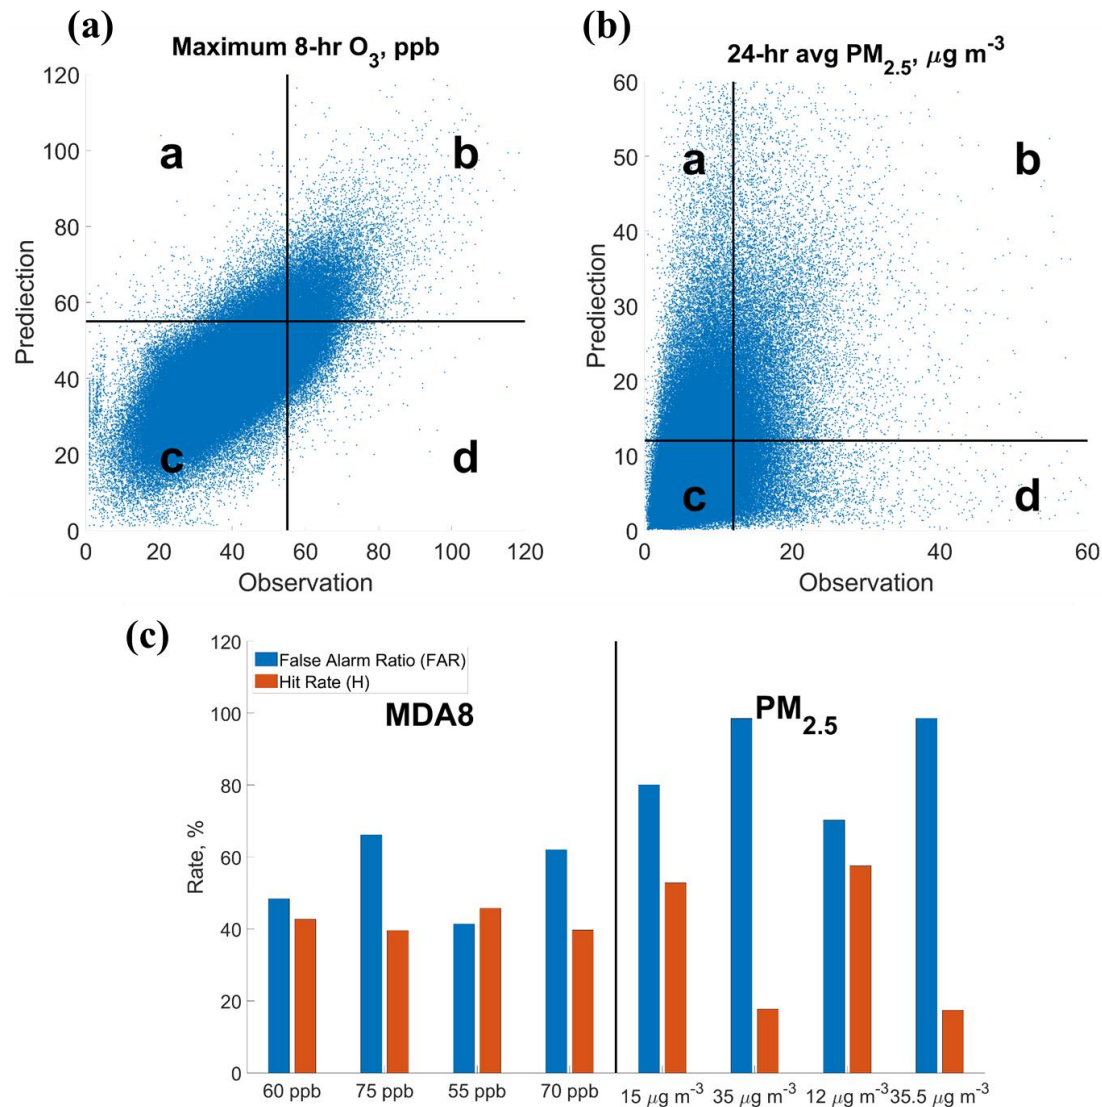 (a)
Maximum 8-hr O3, ppb
120
100
80
60
40
20
0
Prediection
a
b
c
d
0 20 40 60 80 100 120
Observation
(b)
24-hr avg PM2.5, μg m-3
60
50
40
30
20
10
0
Prediection
a
b
c
d
0 20 40 60
Observation
(c)
120
100
80
60
40
20
0
Rate, %
False Alarm Ratio (FAR)
Hit Rate (H)
MDA8
PM2.5
60 ppb 75 ppb 55 ppb 70 ppb 15 μg m-3 35 μg m-3 12 μg m-3 35.5 μg m-3